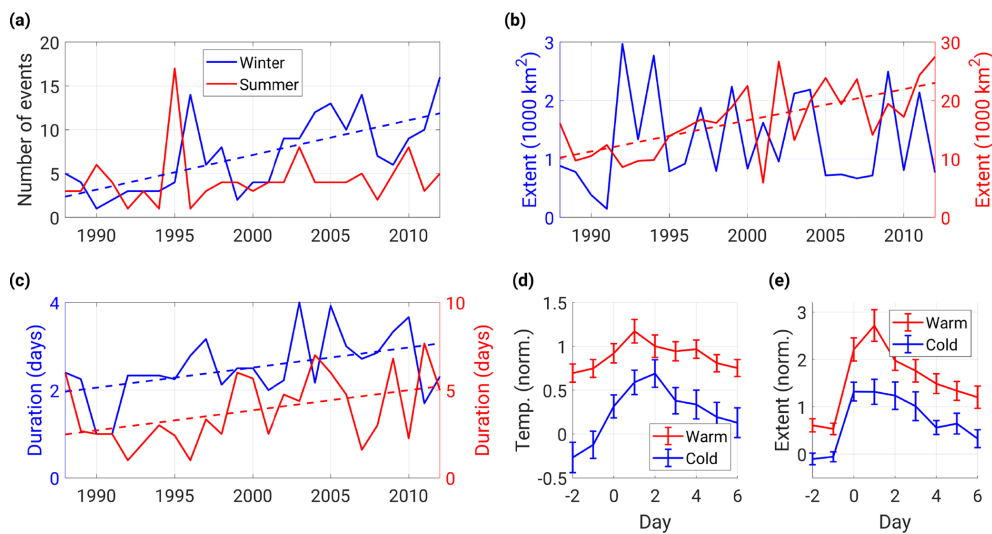 (a)
20
15
10
5
0
Number of events
Winter
Summer
1990 1995 2000 2005 2010
(b)
3
2
1
0
Extent (1000 km²)
30
20
10
0
Extent (1000 km²)
1990 1995 2000 2005 2010
(c)
4
2
0
Duration (days)
10
5
0
Duration (days)
1990 1995 2000 2005 2010
(d)
1.5
1
0.5
0
0.5
Temp. (norm.)
Warm
Cold
-2 0 2 4 6
Day
(e)
3
2
1
0
Extent (norm.)
Warm
Cold
-2 0 2 4 6
Day